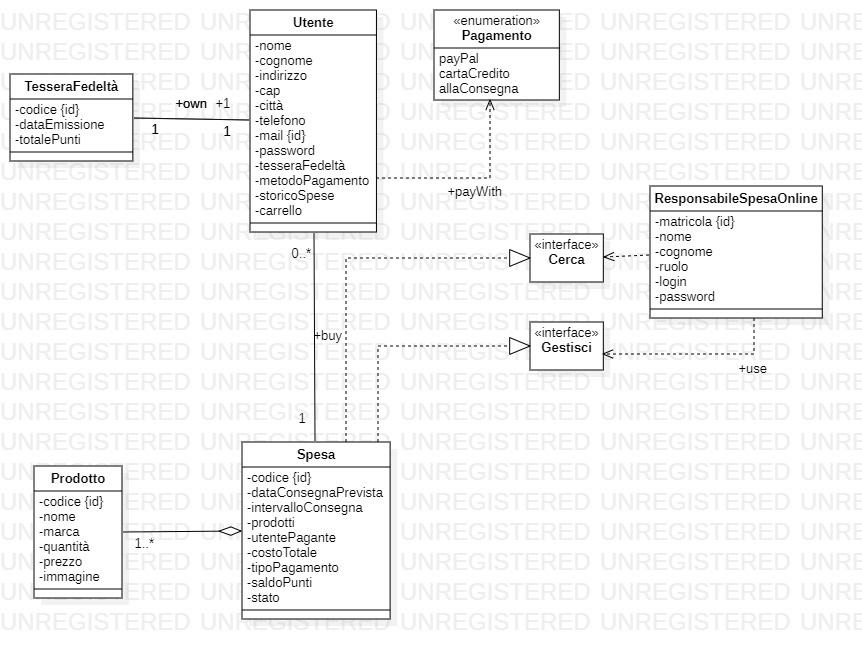 Utente
-nome
-cognome
-indirizzo
-cap
-città
-telefono
-mail {id}
-password
-tesseraFedeltà
-metodoPagamento
-storicoSpese
-carrello
«enumeration»
Pagamento
payPal
cartaCredito
allaConsegna
TesseraFedeltà
-codice {id}
-dataEmissione
-totalePunti
+own +1
1 1
+payWith
ResponsabileSpesaOnline
-matricola {id}
-nome
-cognome
-ruolo
-login
-password
«interface»
Cerca
«interface»
Gestisci
+use
0..*
+buy
1
Spesa
-codice {id}
-dataConsegnaPrevista
-intervalloConsegna
-prodotti
-utentePagante
-costoTotale
-tipoPagamento
-saldoPunti
-stato
Prodotto
-codice {id}
-nome
-marca
-quantità
-prezzo
-immagine
1..*
UNREGISTERED UNREGISTERED UNREGISTERED UNREGISTERED UNRE